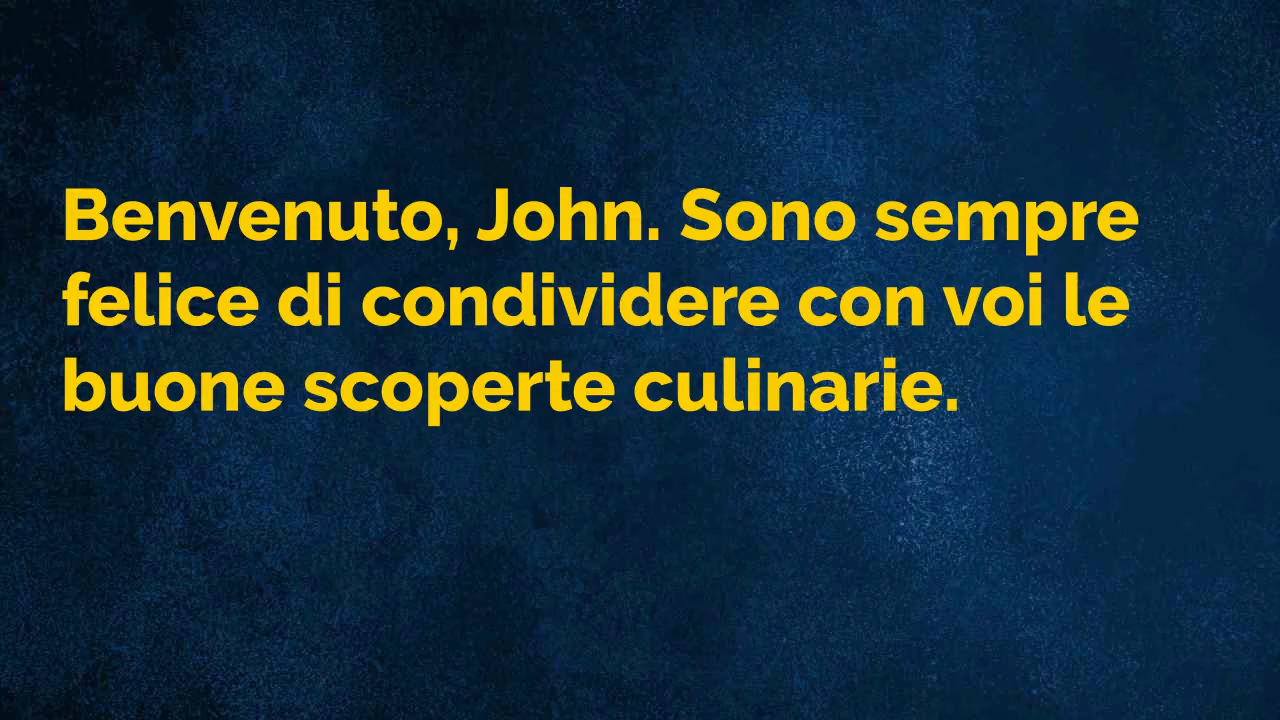 Benvenuto, John. Sono sempre
felice di condividere con voi le
buone scoperte culinarie.